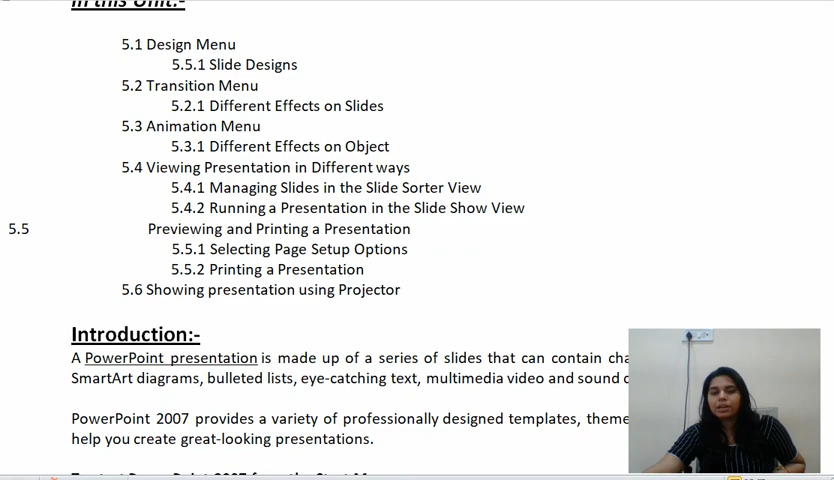 In this Unit:-
5.1 Design Menu
5.5.1 Slide Designs
5.2 Transition Menu
5.2.1 Different Effects on Slides
5.3 Animation Menu
5.3.1 Different Effects on Object
5.4 Viewing Presentation in Different ways
5.4.1 Managing Slides in the Slide Sorter View
5.4.2 Running a Presentation in the Slide Show View
5.5 Previewing and Printing a Presentation
5.5.1 Selecting Page Setup Options
5.5.2 Printing a Presentation
5.6 Showing presentation using Projector
Introduction:-
A PowerPoint presentation is made up of a series of slides that can contain cha
SmartArt diagrams, bulleted lists, eye-catching text, multimedia video and sound
PowerPoint 2007 provides a variety of professionally designed templates, theme
help you create great-looking presentations.